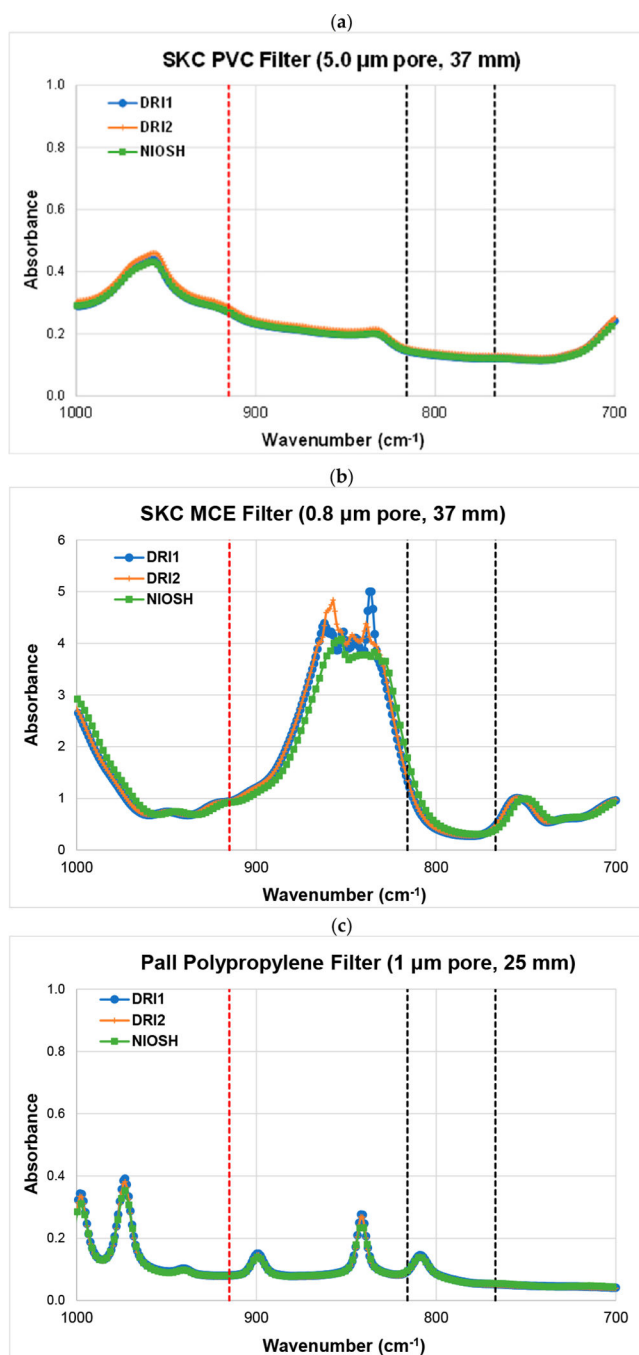 (a)
SKC PVC Filter (5.0 µm pore, 37 mm)
1.0
0.8
0.6
0.4
0.2
0.0
Absorbance
DRI1
DRI2
NIOSH
1000 900 800 700
Wavenumber (cm⁻¹)
(b)
SKC MCE Filter (0.8 µm pore, 37 mm)
6
5
4
3
2
1
0
Absorbance
DRI1
DRI2
NIOSH
1000 900 800 700
Wavenumber (cm⁻¹)
(c)
Pall Polypropylene Filter (1 µm pore, 25 mm)
1.0
0.8
0.6
0.4
0.2
0.0
Absorbance
DRI1
DRI2
NIOSH
1000 900 800 700
Wavenumber (cm⁻¹)